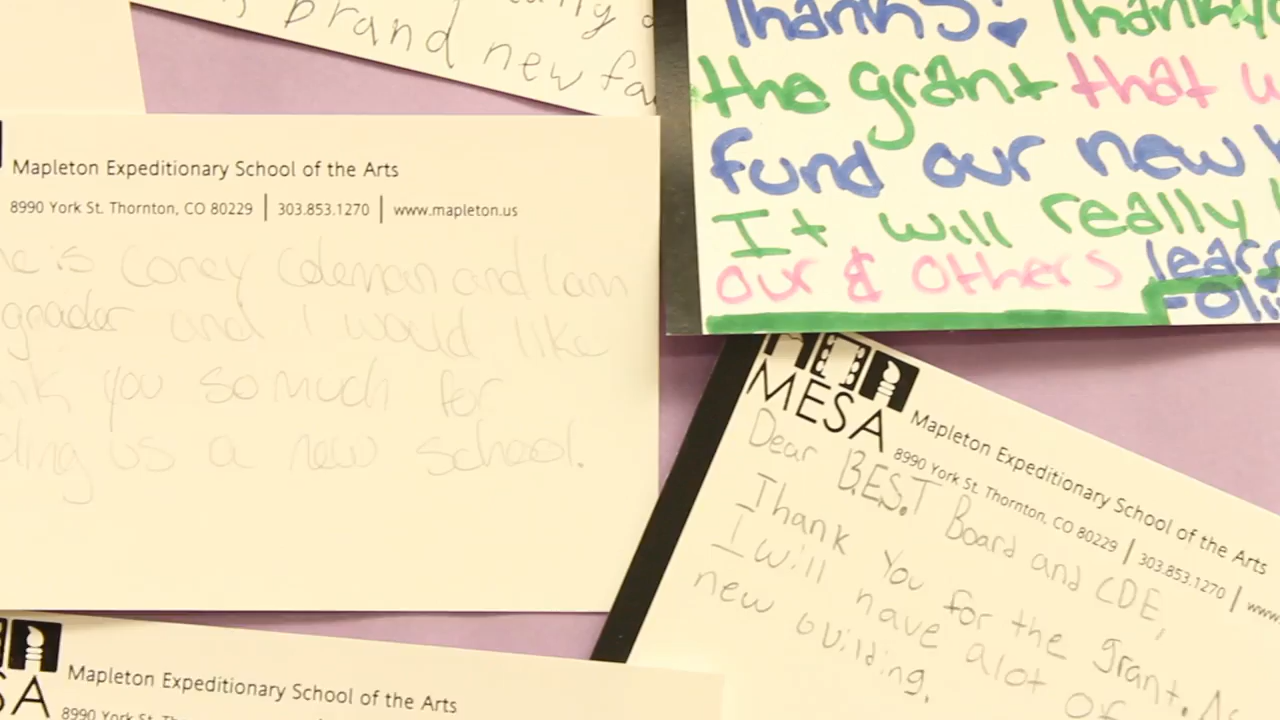 brand new
Mapleton Expeditionary School of the Arts
8990 York St. Thornton, CO 80229 | 303.853.1270 | www.mapleton.us
is Corey Coleman and I am
grader and I would like
you so much for
us a new school.
Thanks!
the grant that
fund our new
It will really
our & others
MESA
Mapleton Expeditionary School of the Arts
8990 York St. Thornton, CO 80229 | 303.853.1270 |
Dear B.E.S.T Board and CDE,
Thank You for the grant.
I will have alot of
new building.
Mapleton Expeditionary School of the Arts
8990 York St.